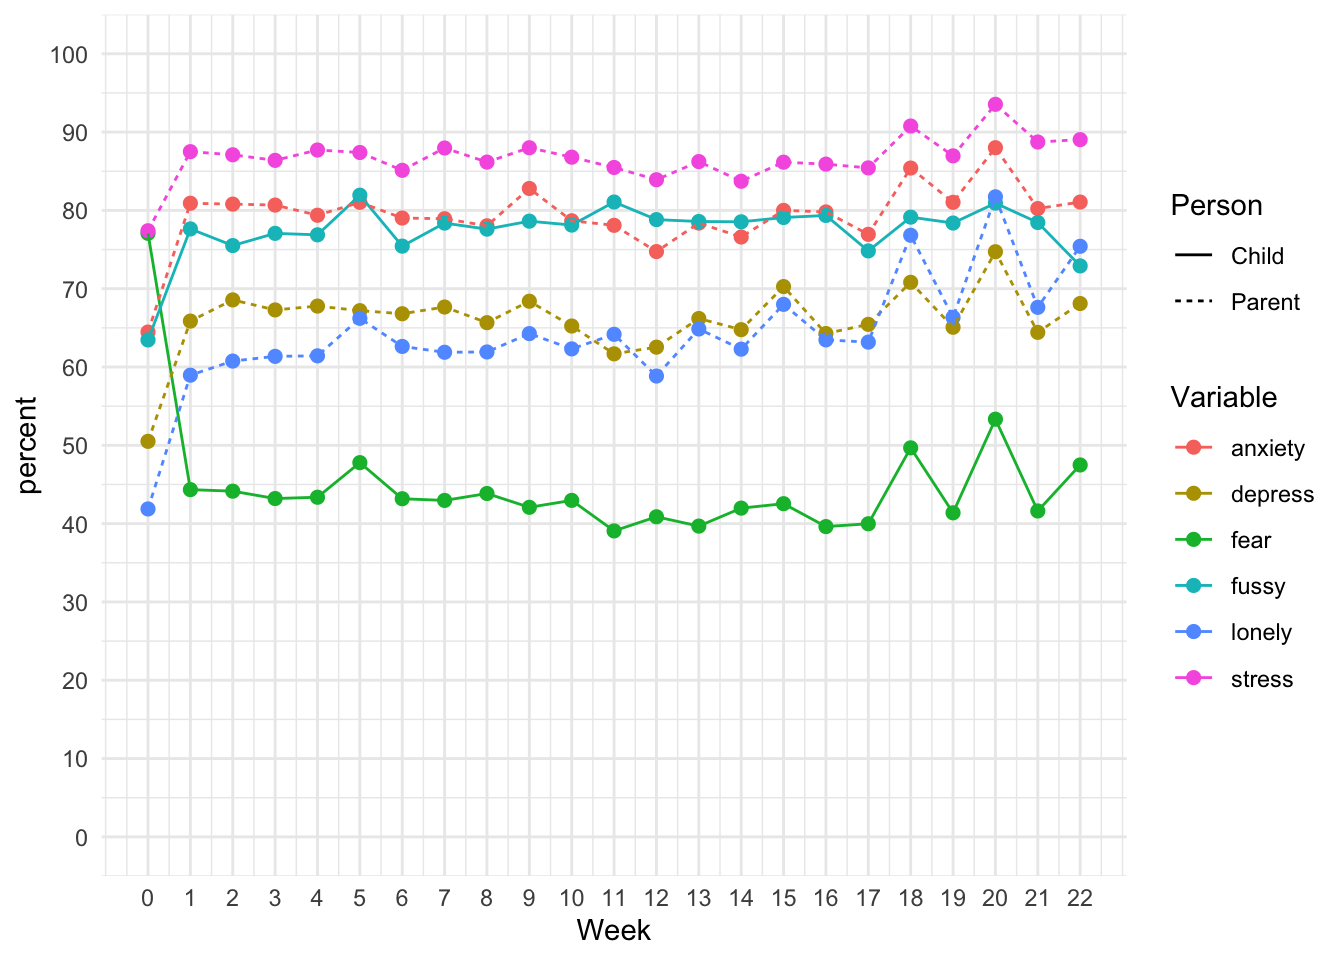 100
90
80
70
60
50
40
30
20
10
0
percent
0 1 2 3 4 5 6 7 8 9 10 11 12 13 14 15 16 17 18 19 20 21 22
Week
Person
Child
Parent
Variable
anxiety
depress
fear
fussy
lonely
stress